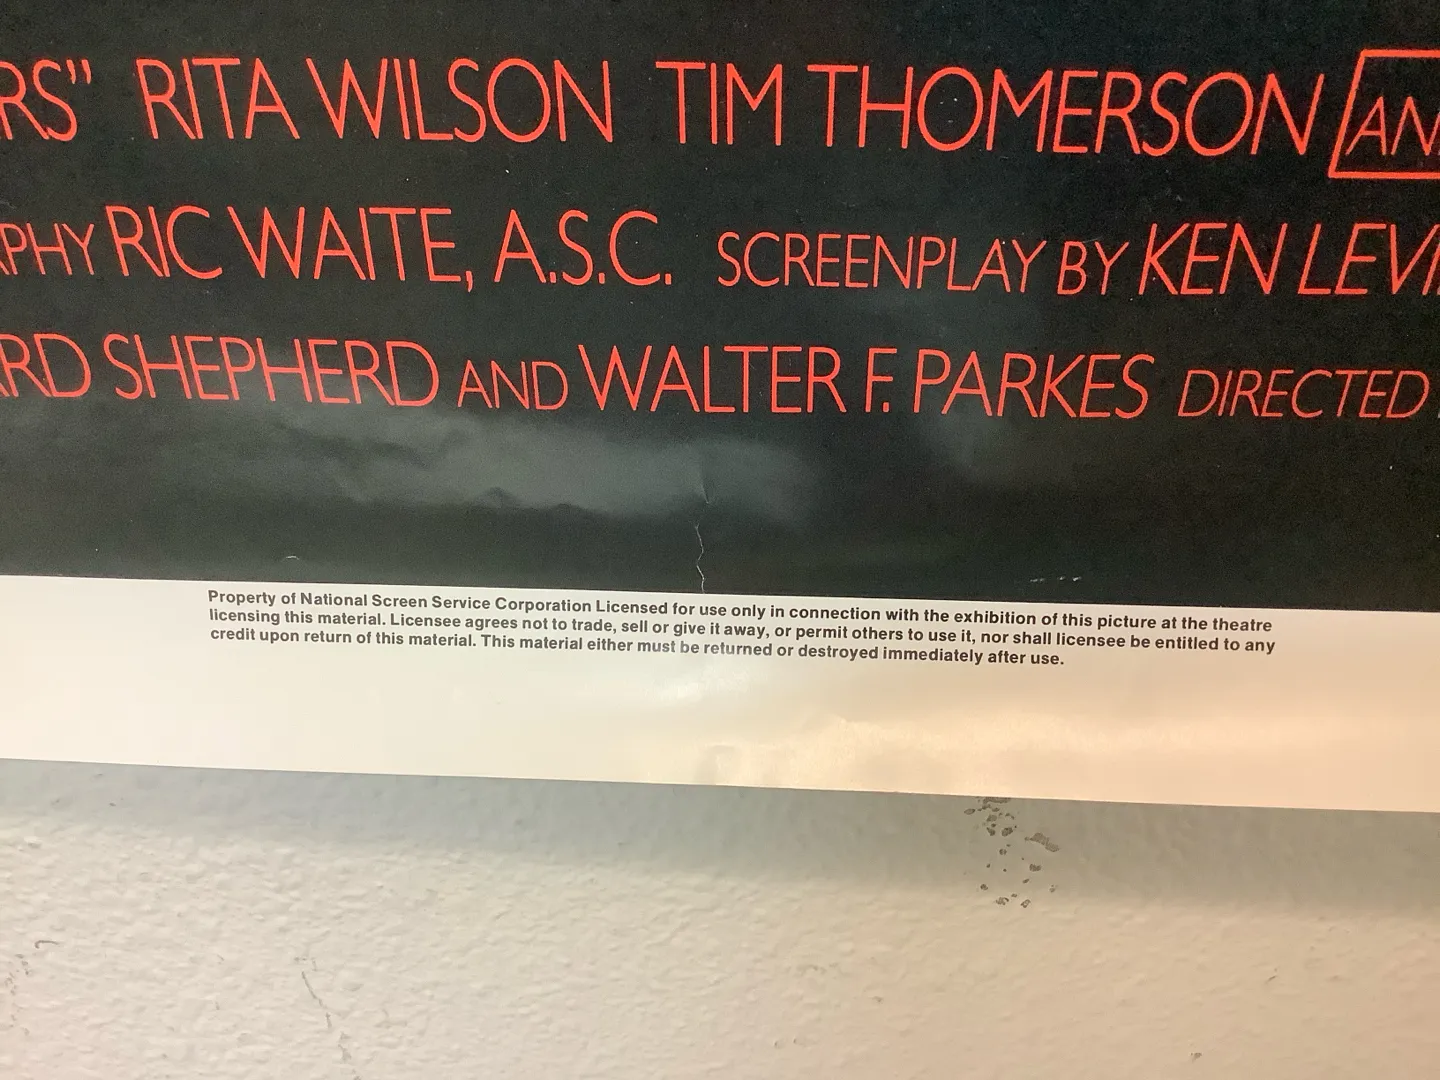 RS" RITA WILSON TIM THOMERSON AN
PHY RIC WAITE, A.S.C. SCREENPLAY BY KEN LEVI
RD SHEPHERD AND WALTER F. PARKES DIRECTED
Property of National Screen Service Corporation Licensed for use only in connection with the exhibition of this picture at the theatre
licensing this material. Licensee agrees not to trade, sell or give it away, or permit others to use it, nor shall licensee be entitled to any
credit upon return of this material. This material either must be returned or destroyed immediately after use.